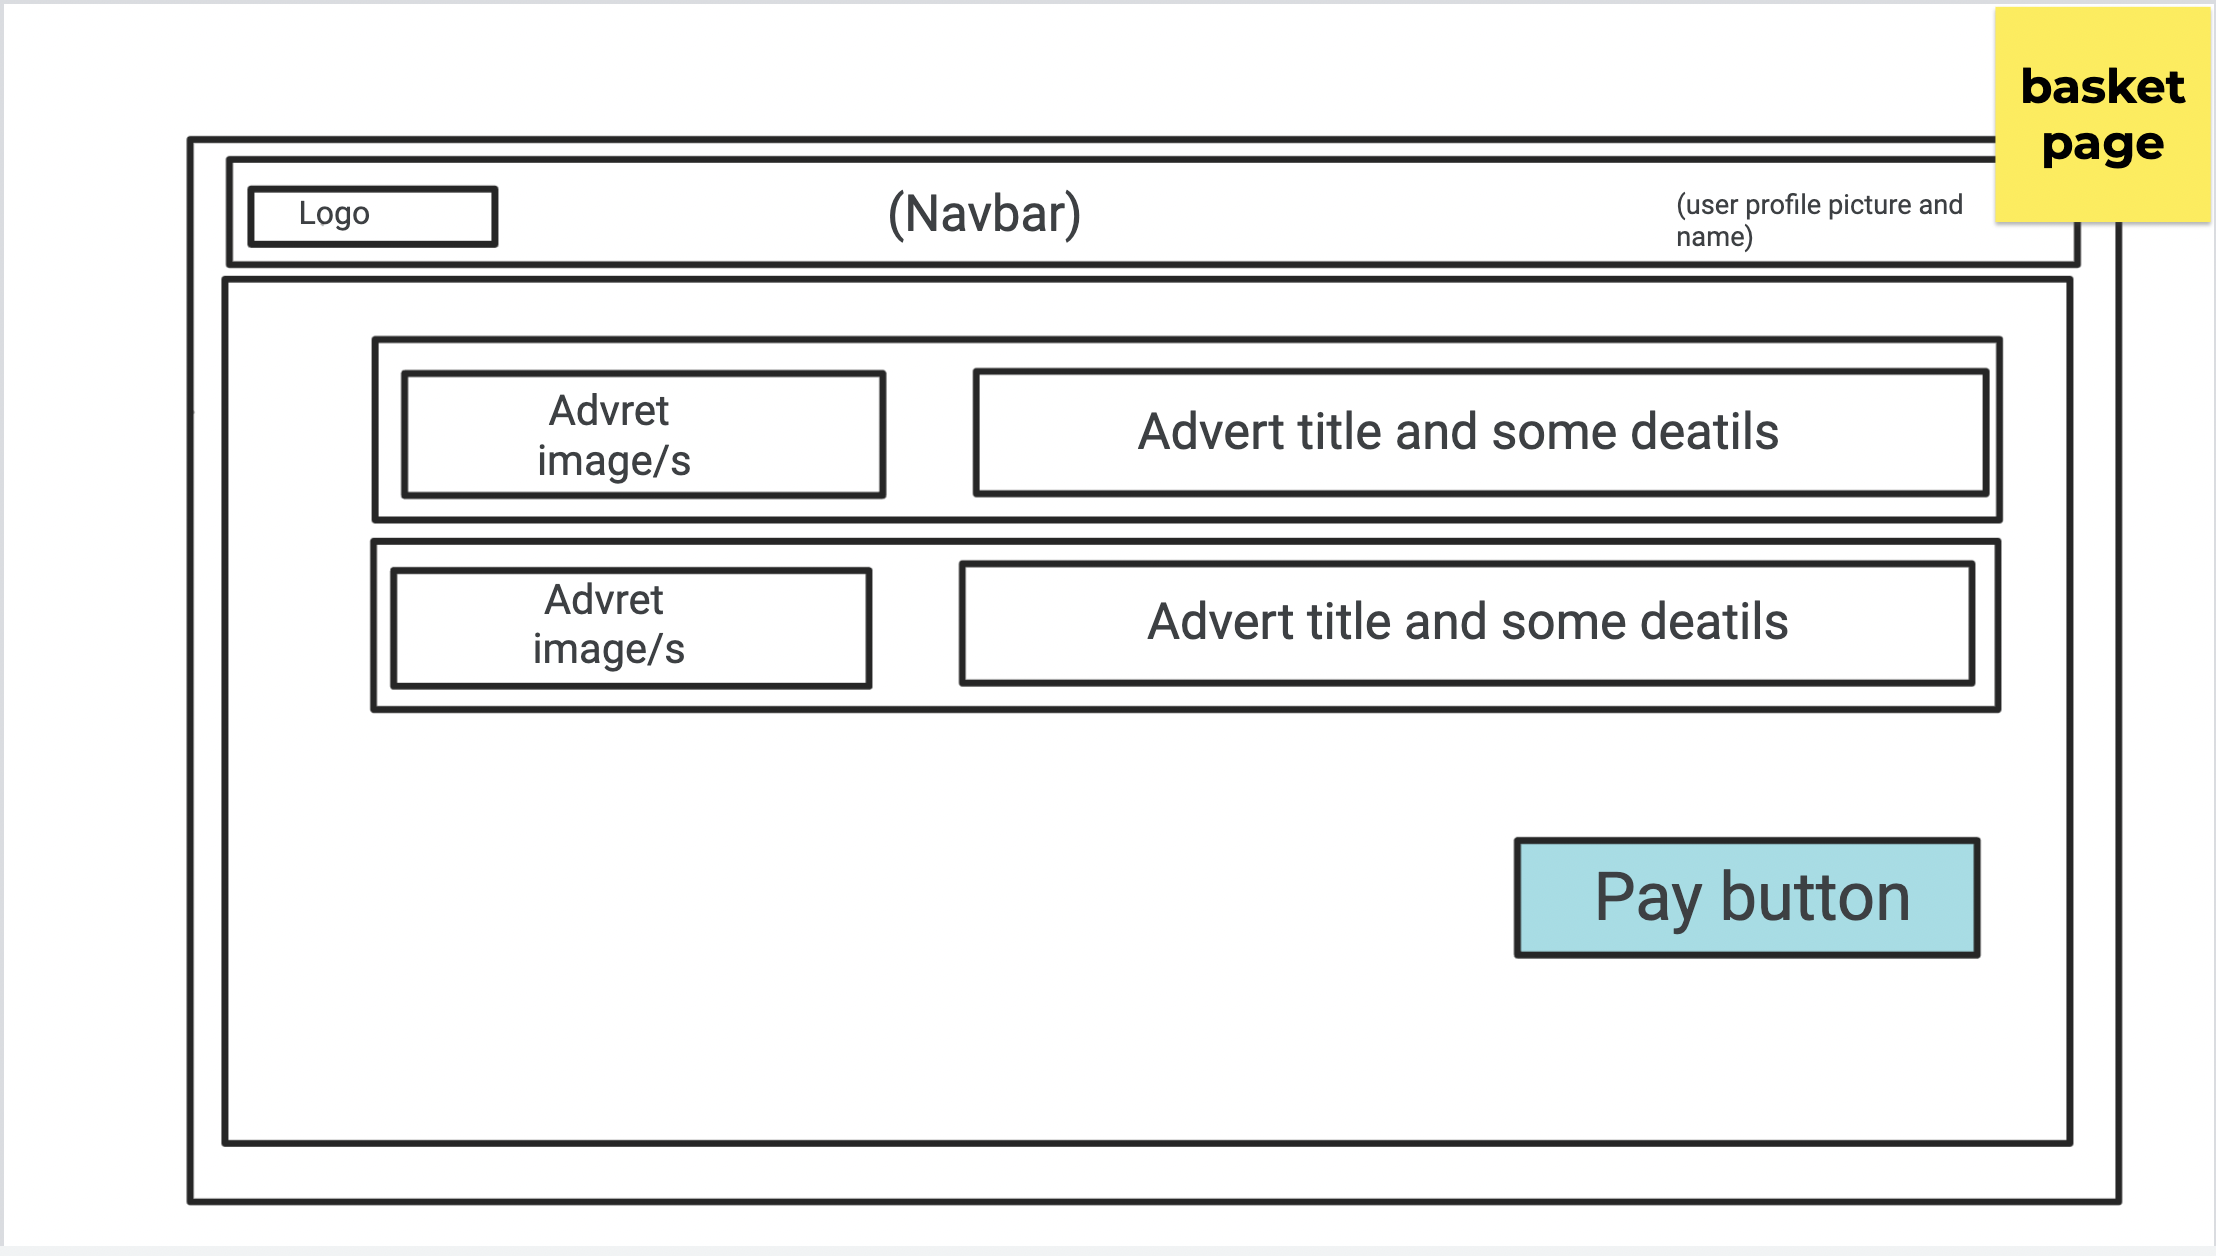 basket
page
Logo
(Navbar)
(user profile picture and
name)
Advret
image/s
Advert title and some deatils
Advret
image/s
Advert title and some deatils
Pay button